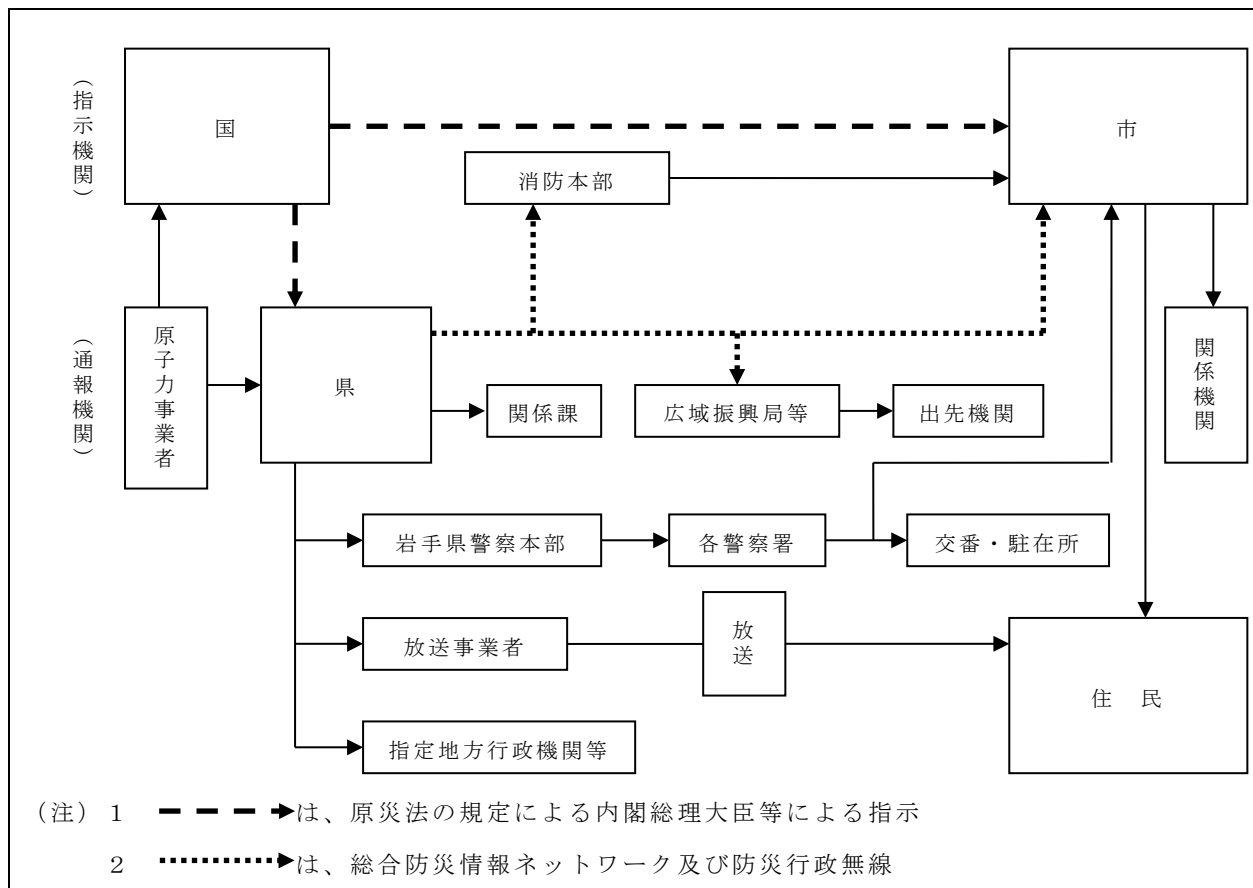 （指示機関）
国
市
消防本部
（通報機関）
原子力事業者
県
関係課
広域振興局等
出先機関
関係機関
岩手県警察本部
各警察署
交番・駐在所
放送事業者
放送
住　民
指定地方行政機関等
（注）１　は、原災法の規定による内閣総理大臣等による指示
２　は、総合防災情報ネットワーク及び防災行政無線